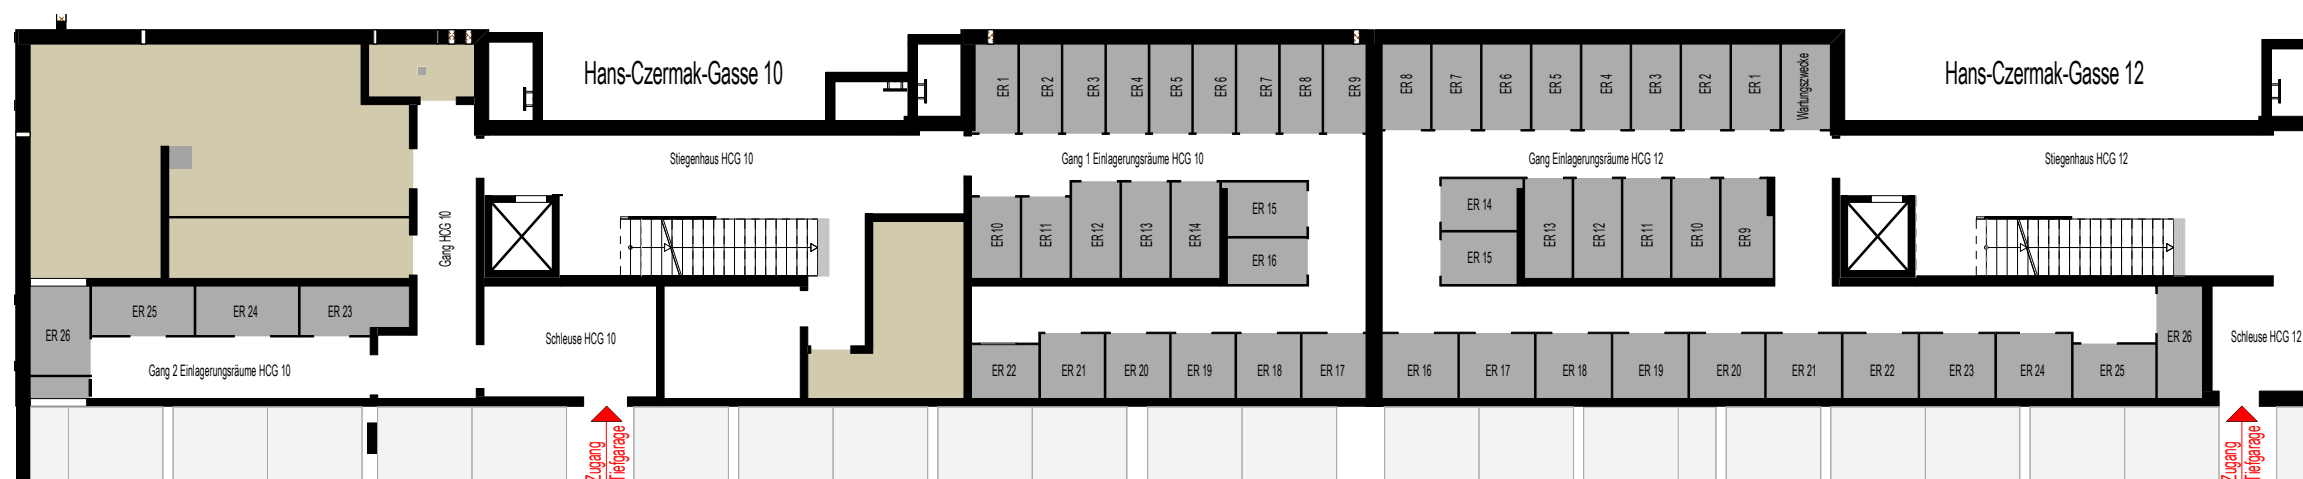 Hans-Czermak-Gasse 10
Hans-Czermak-Gasse 12
ER 1
ER 2
ER 3
ER 4
ER 5
ER 6
ER 7
ER 8
ER 9
ER 8
ER 7
ER 6
ER 5
ER 4
ER 3
ER 2
ER 1
Wartungszwecke
Stiegenhaus HCG 10
Gang 1 Einlagerungsräume HCG 10
Gang Einlagerungsräume HCG 12
Stiegenhaus HCG 12
Gang HCG 10
ER 10
ER 11
ER 12
ER 13
ER 14
ER 15
ER 16
ER 14
ER 15
ER 13
ER 12
ER 11
ER 10
ER 9
ER 26
ER 25
ER 24
ER 23
Gang 2 Einlagerungsräume HCG 10
Schleuse HCG 10
ER 22
ER 21
ER 20
ER 19
ER 18
ER 17
ER 16
ER 17
ER 18
ER 19
ER 20
ER 21
ER 22
ER 23
ER 24
ER 25
ER 26
Schleuse HCG 12
Zugang
Tiefgarage
Zugang
Tiefgarage